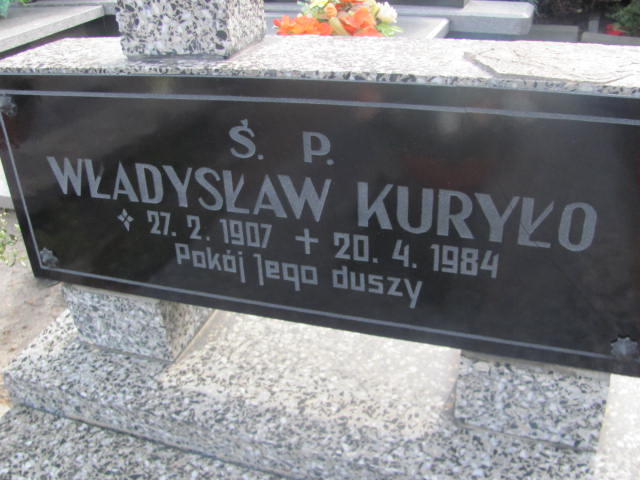 Ś. P.
WŁADYSŁAW KURYŁO
27. 2. 1907 + 20. 4. 1984
Pokój Jego duszy